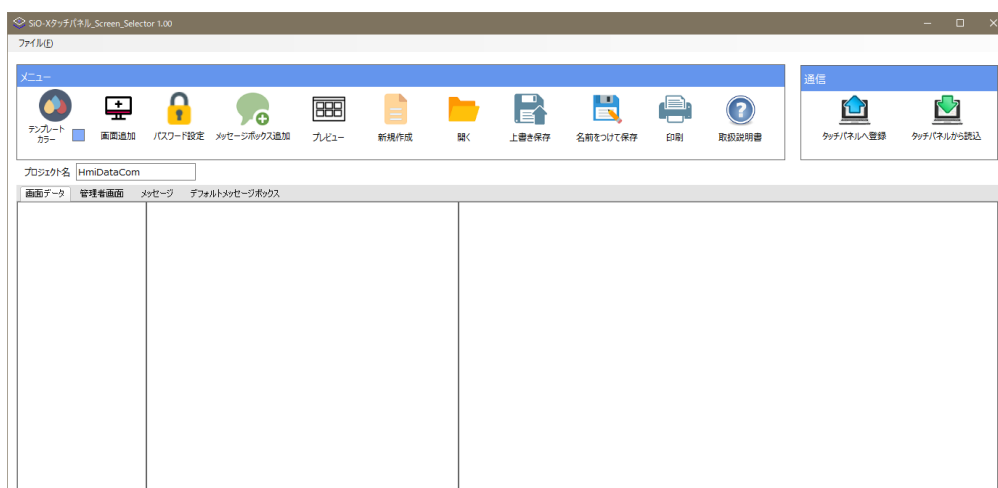 SiO-Xタッチパネル_Screen_Selector 1.00
ファイル(F)
メニュー
通信
テンプレート
カラー
画面追加
パスワード設定
メッセージボックス追加
プレビュー
新規作成
開く
上書き保存
名前をつけて保存
印刷
取扱説明書
タッチパネルへ登録
タッチパネルから読込
プロジェクト名 HmiDataCom
画面データ 管理者画面 メッセージ デフォルトメッセージボックス